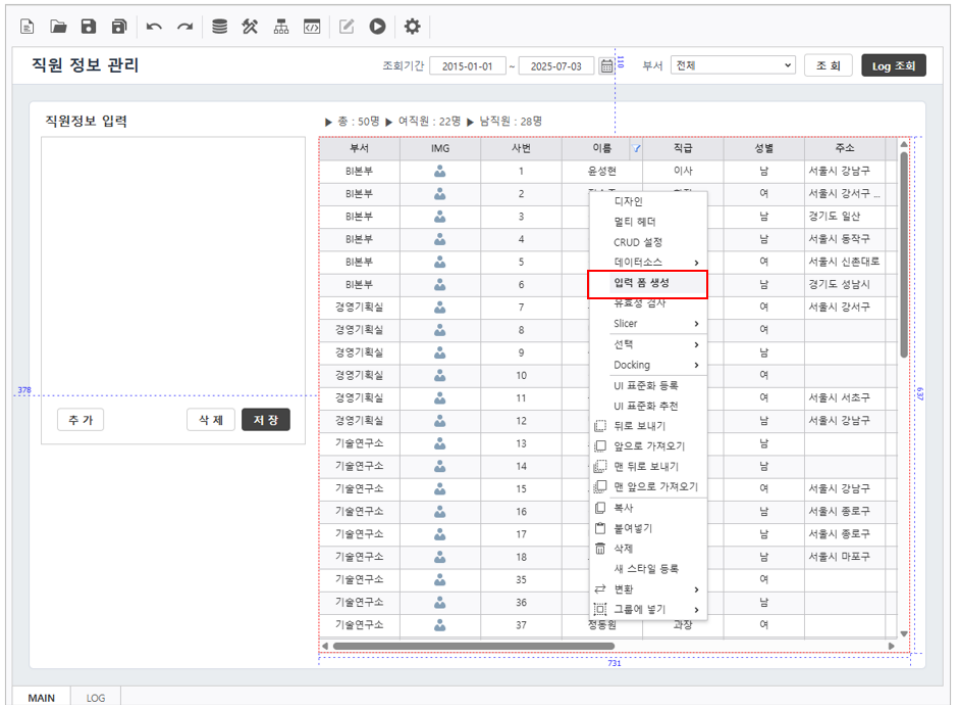 직원 정보 관리 조회기간 2015-01-01 ~ 2025-07-03 110 부서 전체 조 회 Log 조회
직원정보 입력 ▶ 총 : 50명 ▶ 여직원 : 22명 ▶ 남직원 : 28명
부서 IMG 사번 이름 직급 성별 주소
BI본부 1 윤성현 이사 남 서울시 강남구
BI본부 2 여 서울시 강서구 ...
BI본부 3 남 경기도 일산
BI본부 4 남 서울시 동작구
BI본부 5 여 서울시 신촌대로
BI본부 6 남 경기도 성남시
경영기획실 7 여 서울시 강서구
경영기획실 8 여
경영기획실 9 남
경영기획실 10 여
경영기획실 11 여 서울시 서초구
경영기획실 12 남 서울시 강남구
기술연구소 13 남
기술연구소 14 남
기술연구소 15 여 서울시 강남구
기술연구소 16 남 서울시 종로구
기술연구소 17 남 서울시 종로구
기술연구소 18 남 서울시 마포구
기술연구소 35 여
기술연구소 36 남
기술연구소 37 정동원 과장 여
디자인
멀티 헤더
CRUD 설정
데이터소스
입력 폼 생성
유효성 검사
Slicer
선택
Docking
UI 표준화 등록
UI 표준화 추천
뒤로 보내기
앞으로 가져오기
맨 뒤로 보내기
맨 앞으로 가져오기
복사
붙여넣기
삭제
새 스타일 등록
변환
그룹에 넣기
378
추 가 삭 제 저 장
637
731
MAIN LOG